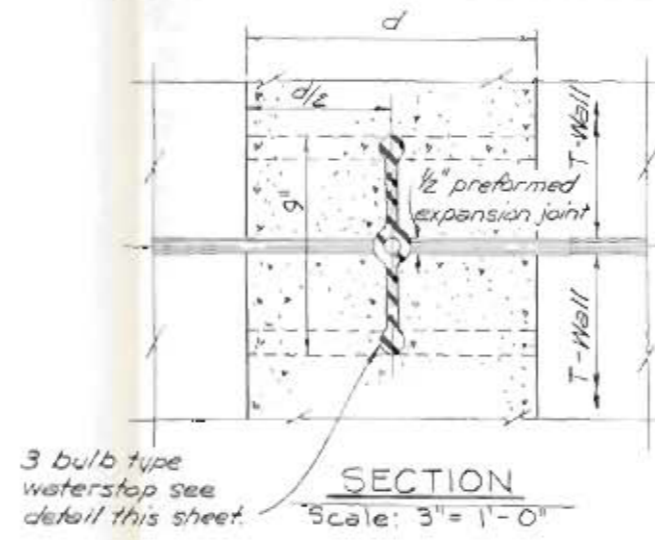 d
d/2
T-Wall
9"
1/2" preformed
expansion joint
T-Wall
3 bulb type
waterstop see
detail this sheet.
SECTION
Scale: 3" = 1'-0"